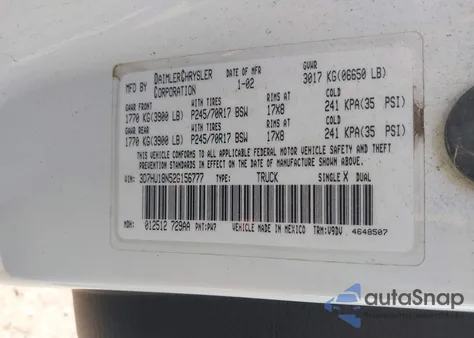 MFD BY DAIMLERCHRYSLER CORPORATION DATE OF MFR 1-02 GVWR 3017 KG(06650 LB)
GAWR FRONT WITH TIRES RIMS AT COLD
1770 KG(3900 LB) P245/70R17 BSW 17X8 241 KPA(35 PSI)
GAWR REAR WITH TIRES RIMS AT COLD
1770 KG(3900 LB) P245/70R17 BSW 17X8 241 KPA(35 PSI)
THIS VEHICLE CONFORMS TO ALL APPLICABLE FEDERAL MOTOR VEHICLE SAFETY AND THEFT
PREVENTION STANDARDS IN EFFECT ON THE DATE OF MANUFACTURE SHOWN ABOVE.
VIN: 3D7HU18N52G156777 TYPE: TRUCK SINGLE X DUAL
MDH: 012512 729AA PNT: PW7 VEHICLE MADE IN MEXICO TRM: V9DV 4648507
autoSnap
VEHICLE SEARCH